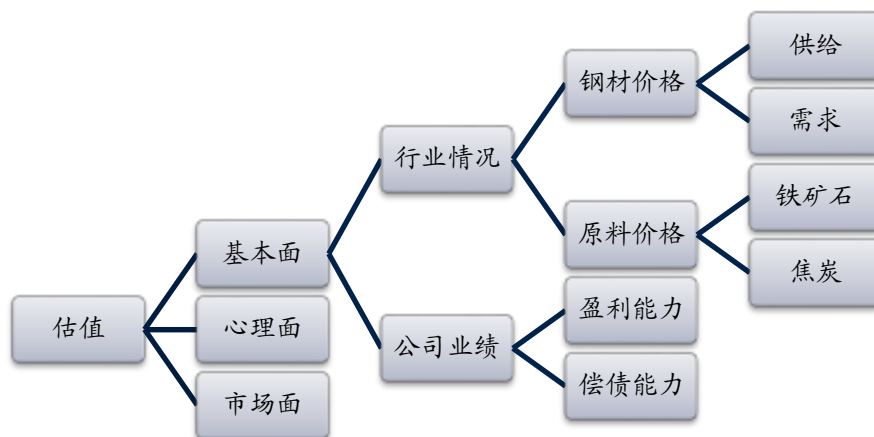 估值
基本面
心理面
市场面
行业情况
公司业绩
钢材价格
原料价格
盈利能力
偿债能力
供给
需求
铁矿石
焦炭